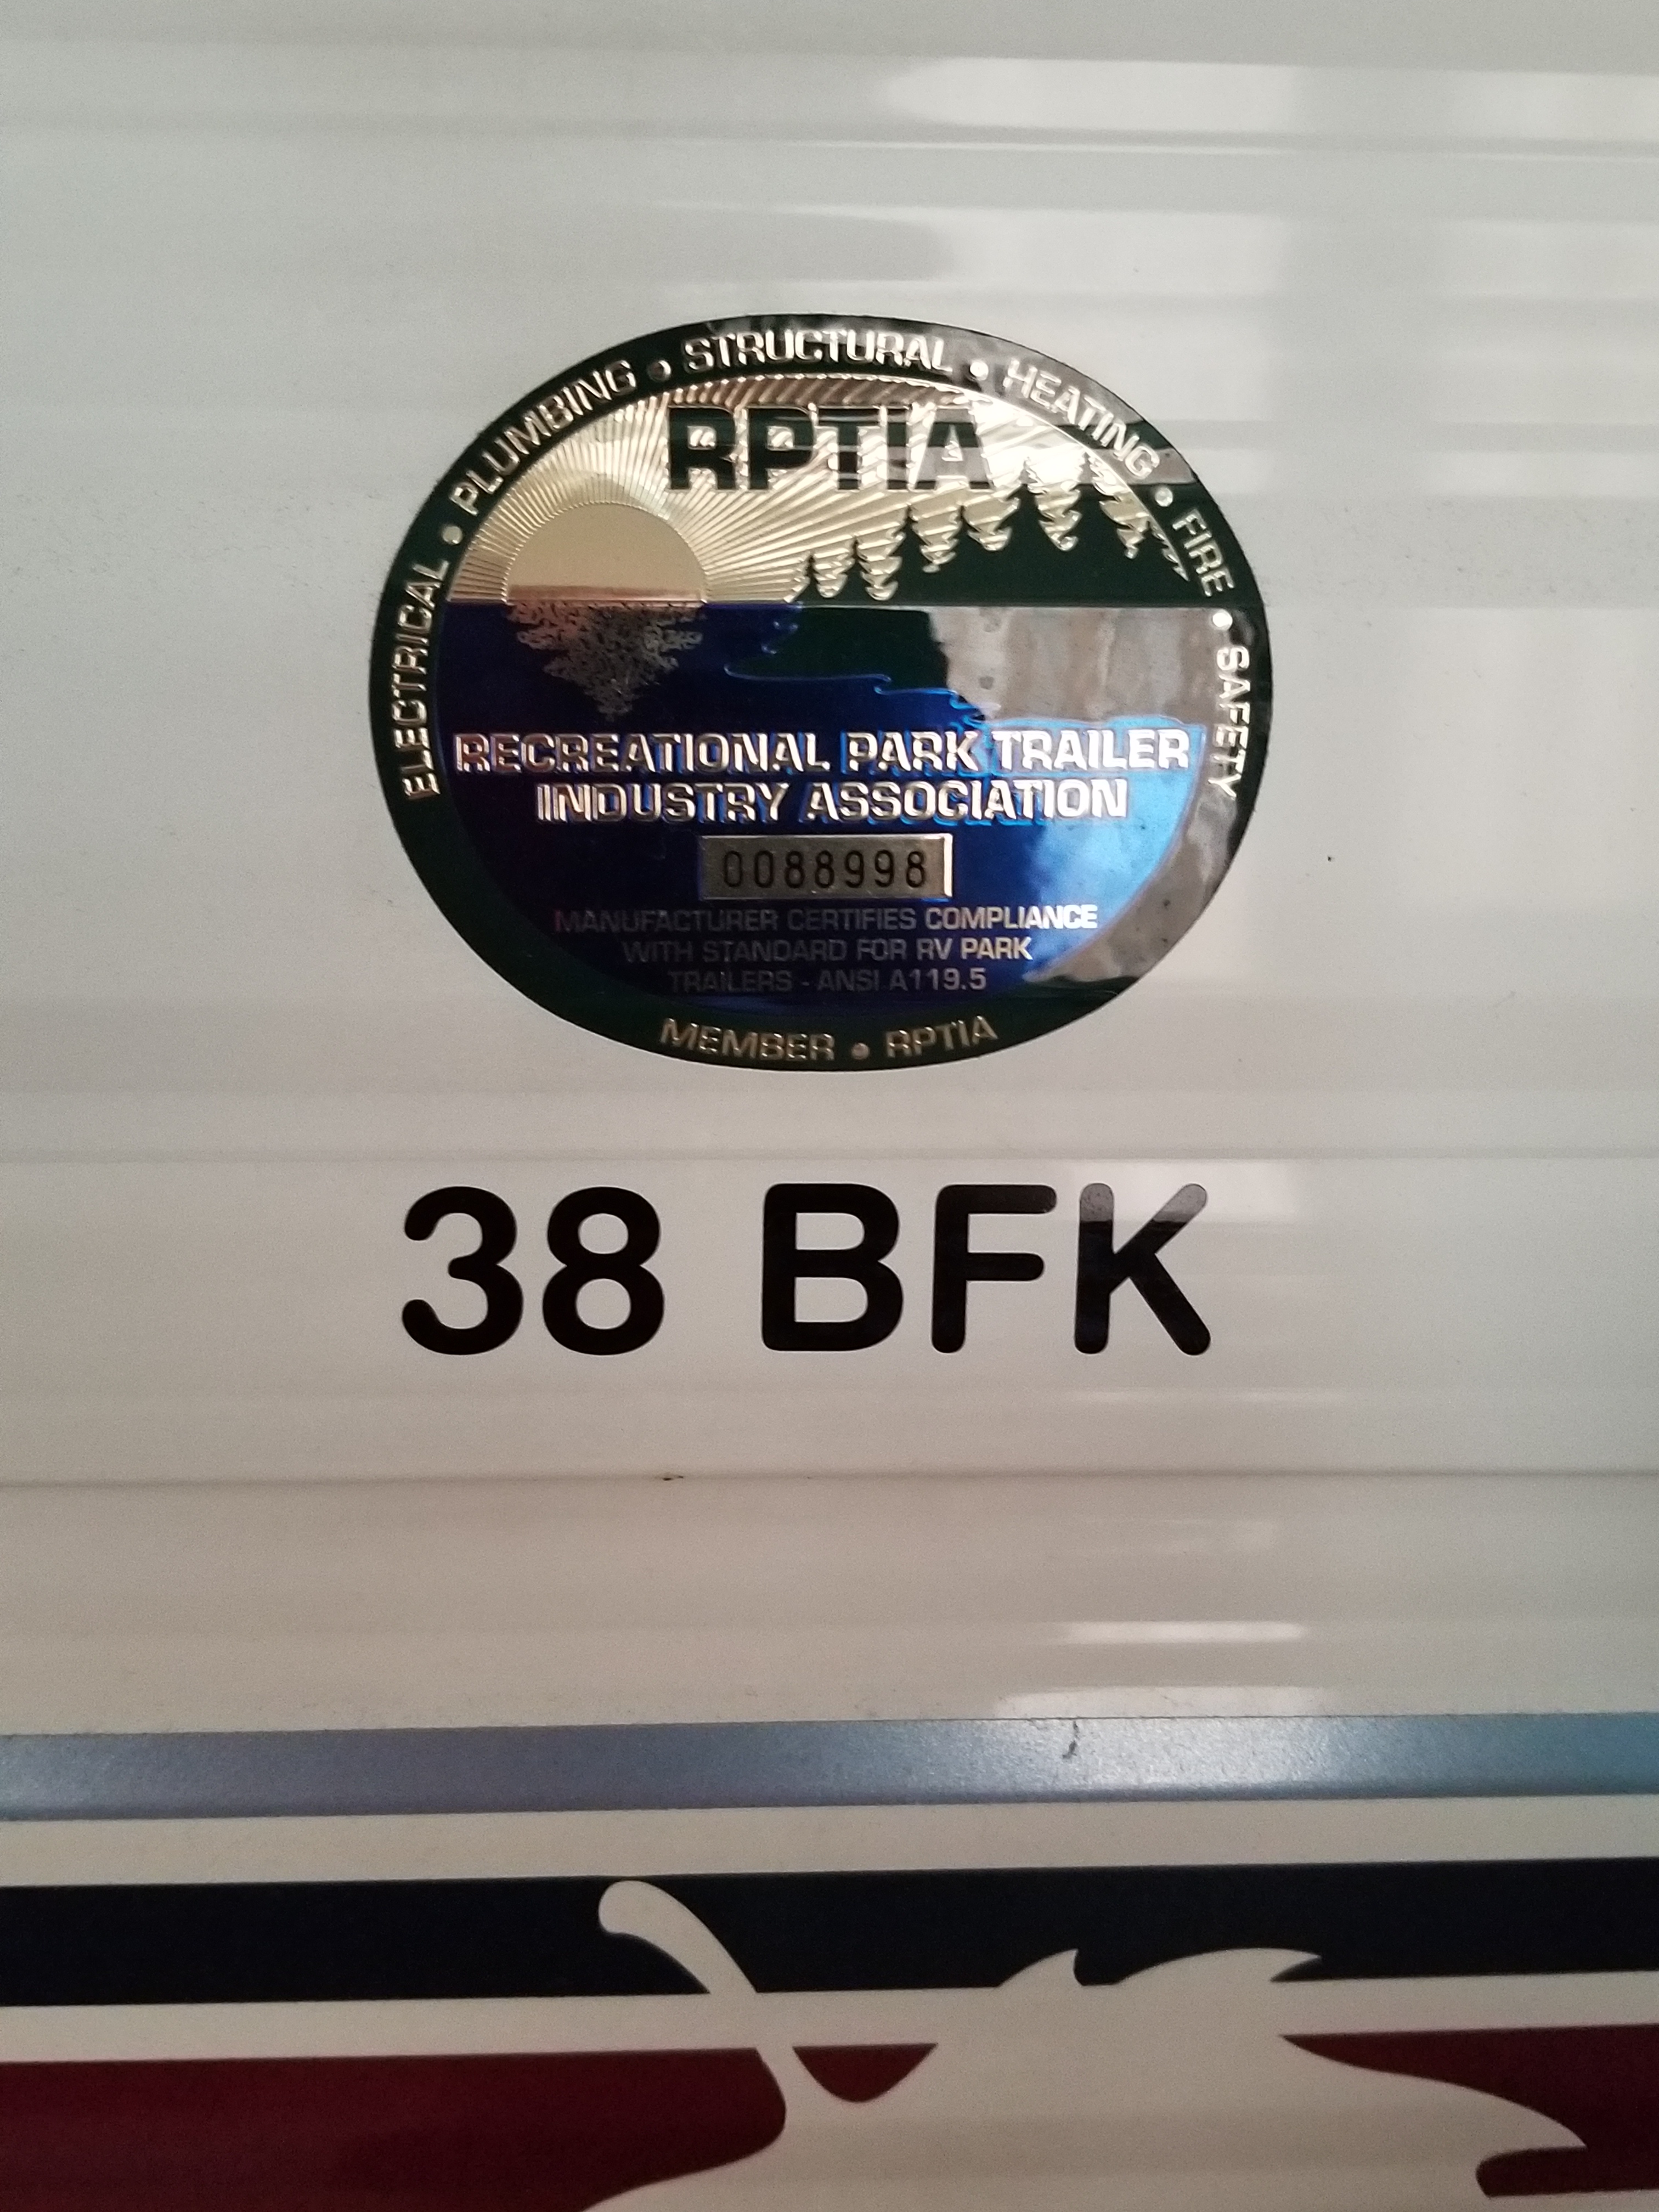 ELECTRICAL • PLUMBING • STRUCTURAL • HEATING • FIRE • SAFETY
RPTIA
RECREATIONAL PARK TRAILER
INDUSTRY ASSOCIATION
0088998
MANUFACTURER CERTIFIES COMPLIANCE
WITH STANDARD FOR RV PARK
TRAILERS - ANSI A119.5
MEMBER • RPTIA
38 BFK